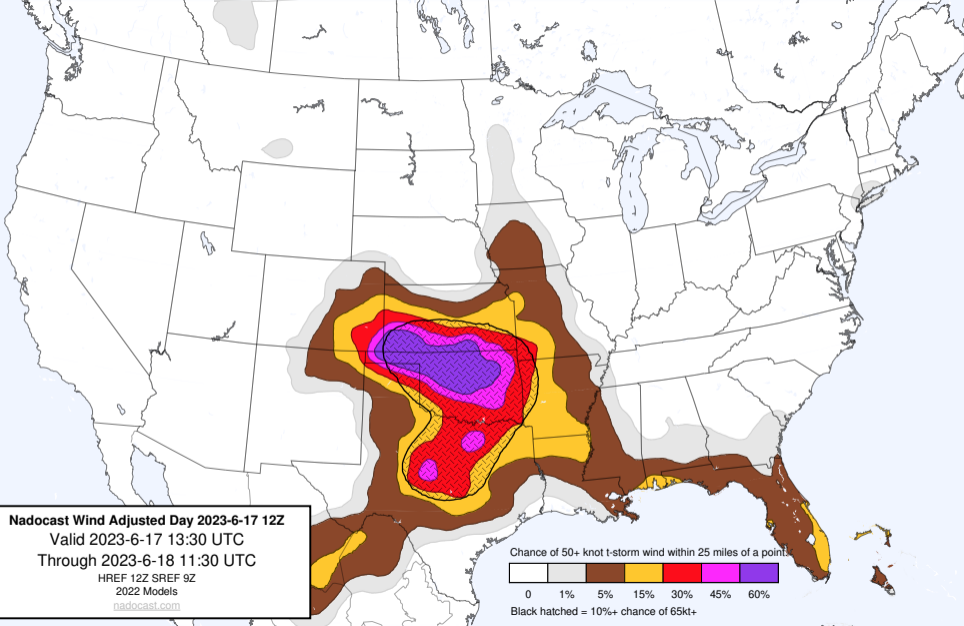 Nadocast Wind Adjusted Day 2023-6-17 12Z
Valid 2023-6-17 13:30 UTC
Through 2023-6-18 11:30 UTC
HREF 12Z SREF 9Z
2022 Models
nadocast.com
Chance of 50+ knot t-storm wind within 25 miles of a point.
0 1% 5% 15% 30% 45% 60%
Black hatched = 10%+ chance of 65kt+